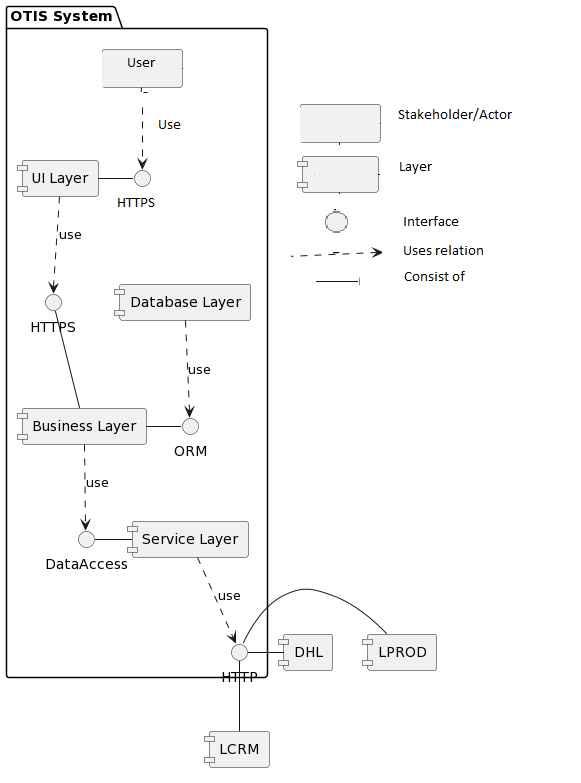 OTIS System
User
Use
UI Layer
HTTPS
use
HTTPS
Database Layer
use
Business Layer
ORM
use
DataAccess
Service Layer
use
HTTP
DHL
LPROD
LCRM
Stakeholder/Actor
Layer
Interface
Uses relation
Consist of